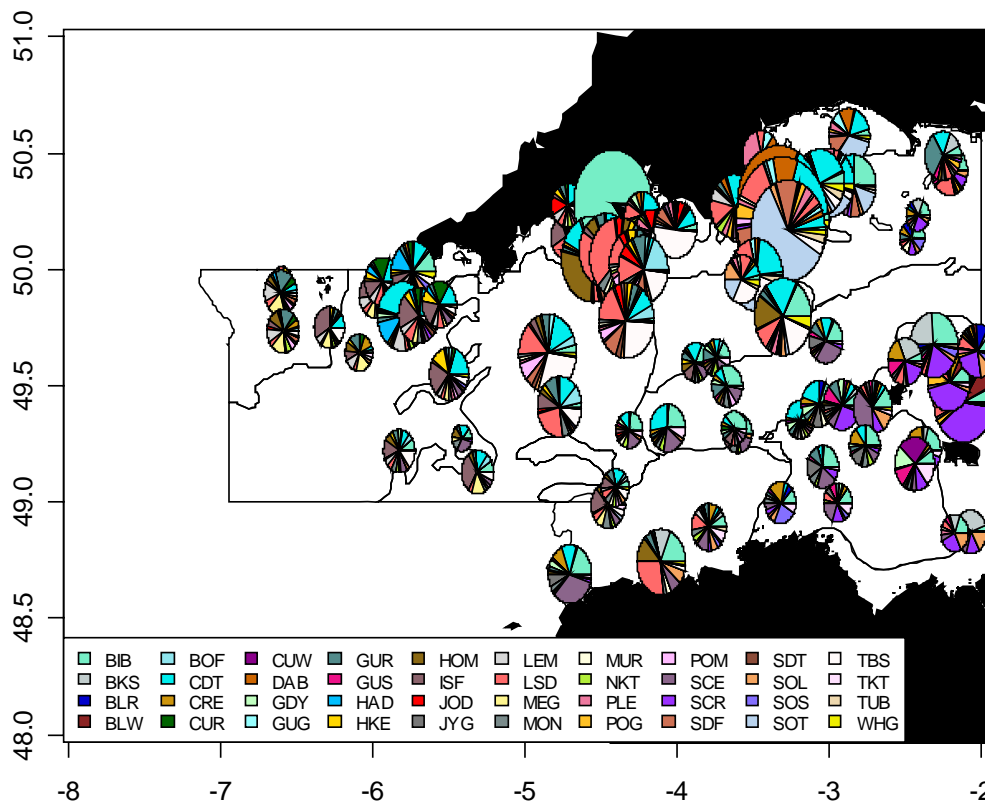 51.0
50.5
50.0
49.5
49.0
48.5
48.0
BIB BOF CUW GUR HOM LEM MUR POM SDT TBS
BKS CDT DAB GUS ISF LSD NKT SCE SOL TKT
BLR CRE GDY HAD JOD MEG PLE SCR SOS TUB
BLW CUR GUG HKE JYG MON POG SDF SOT WHG
-8 -7 -6 -5 -4 -3 -2